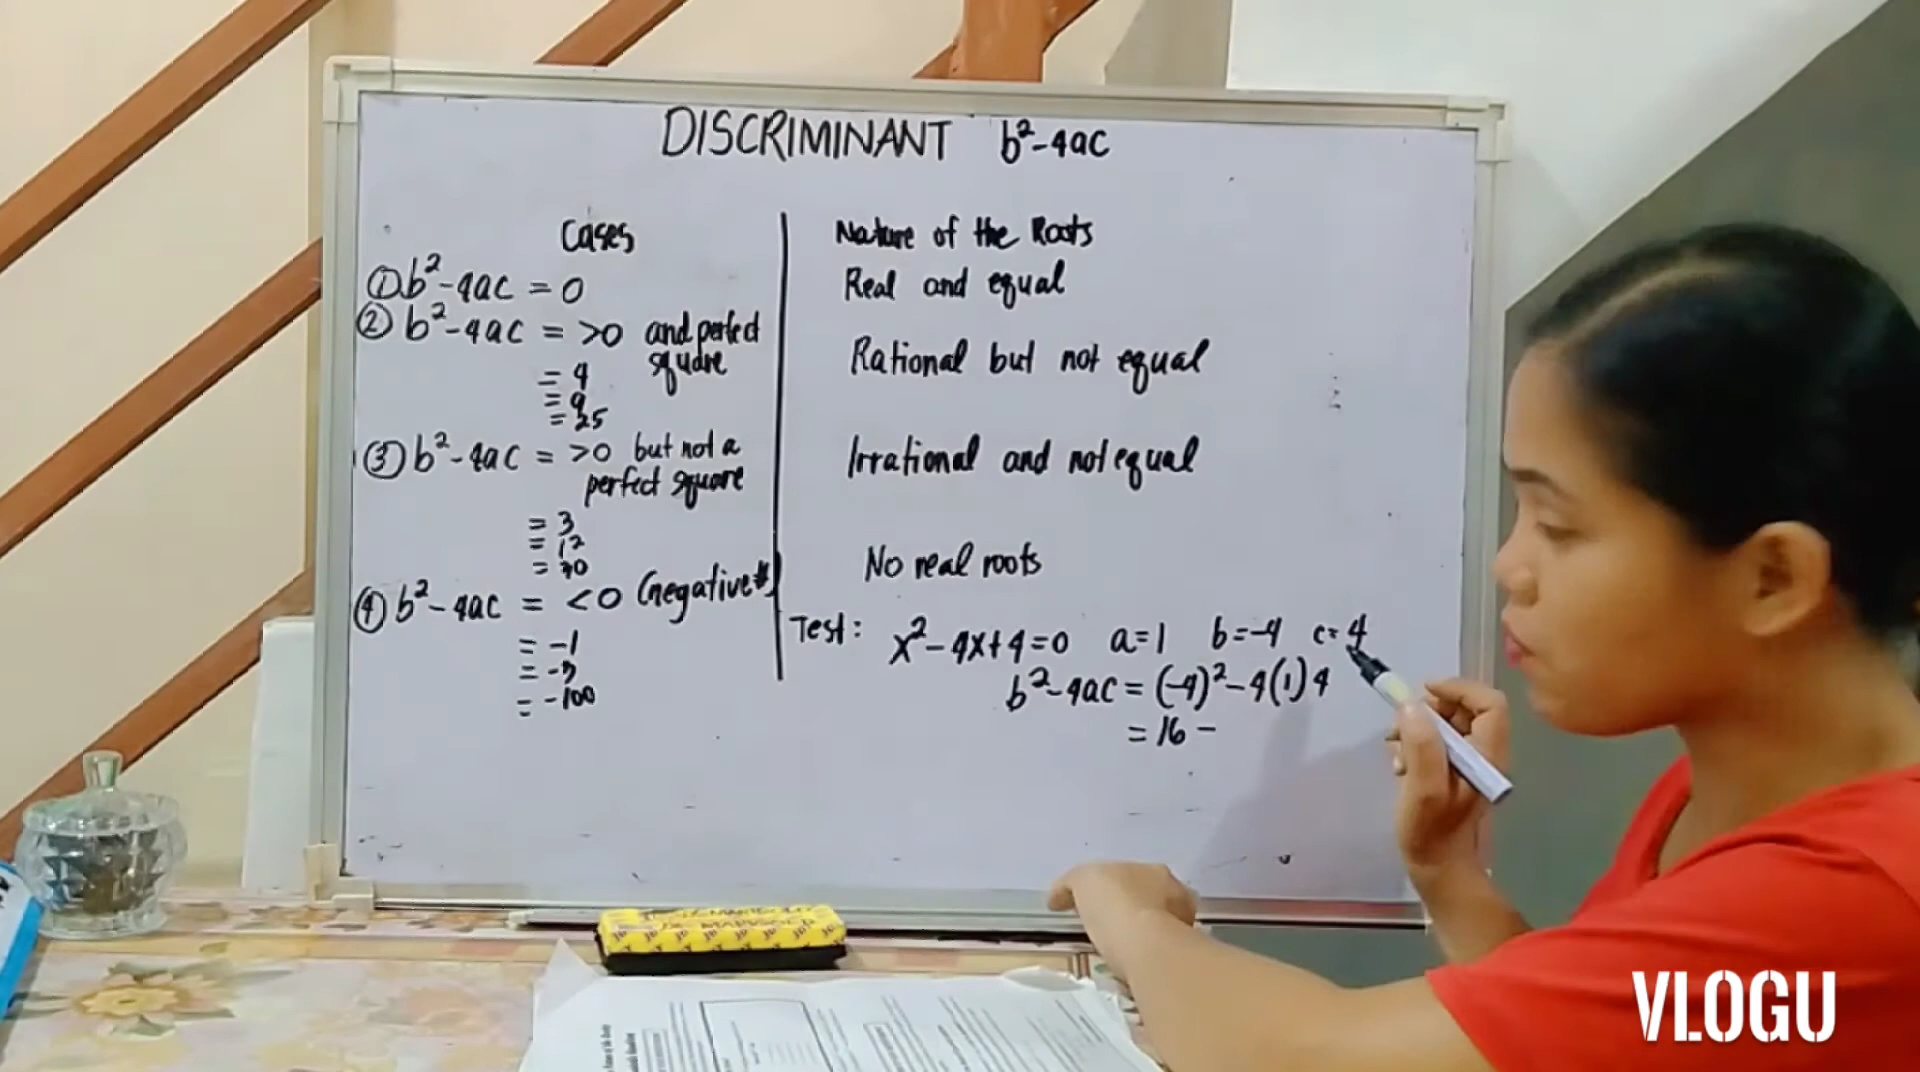 DISCRIMINANT b²-4ac
Cases
① b²-4ac = 0
② b²-4ac = >0 and perfect square
= 4
= 9
= 25
③ b²-4ac = >0 but not a perfect square
= 3
= 12
④ b²-4ac = <0 (negative #)
= -1
= -100
Nature of the Roots
Real and equal
Rational but not equal
Irrational and not equal
No real roots
Test: x²-4x+4=0 a=1 b=-4 c=4
b²-4ac = (-4)²-4(1)4
= 16 -
VLOGU